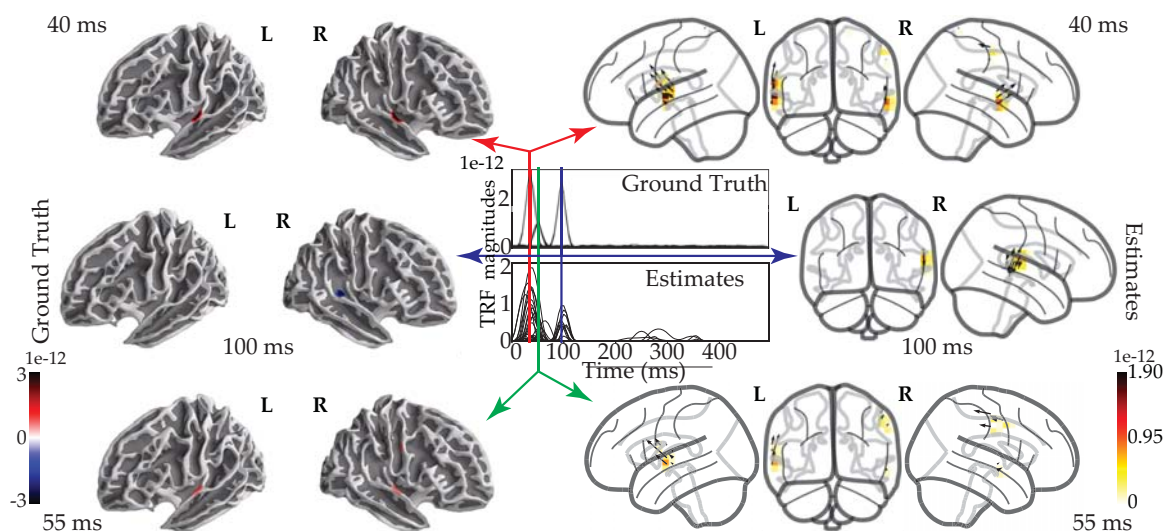 40 ms
L
R
L
R
40 ms
1e-12
TRF magnitudes
2
0
Ground Truth
Ground Truth
L
R
L
R
Estimates
2
1
0
Estimates
0
100
200
300
400
Time (ms)
100 ms
100 ms
1e-12
3
0
-3
L
R
L
R
1e-12
1.90
0.95
0
55 ms
55 ms